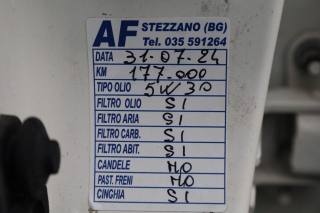 AF STEZZANO (BG)
Tel. 035 591264
DATA 31-07-24
KM 177.000
TIPO OLIO 5W30
FILTRO OLIO SI
FILTRO ARIA SI
FILTRO CARB. SI
FILTRO ABIT. SI
CANDELE NO
PAST. FRENI NO
CINGHIA SI